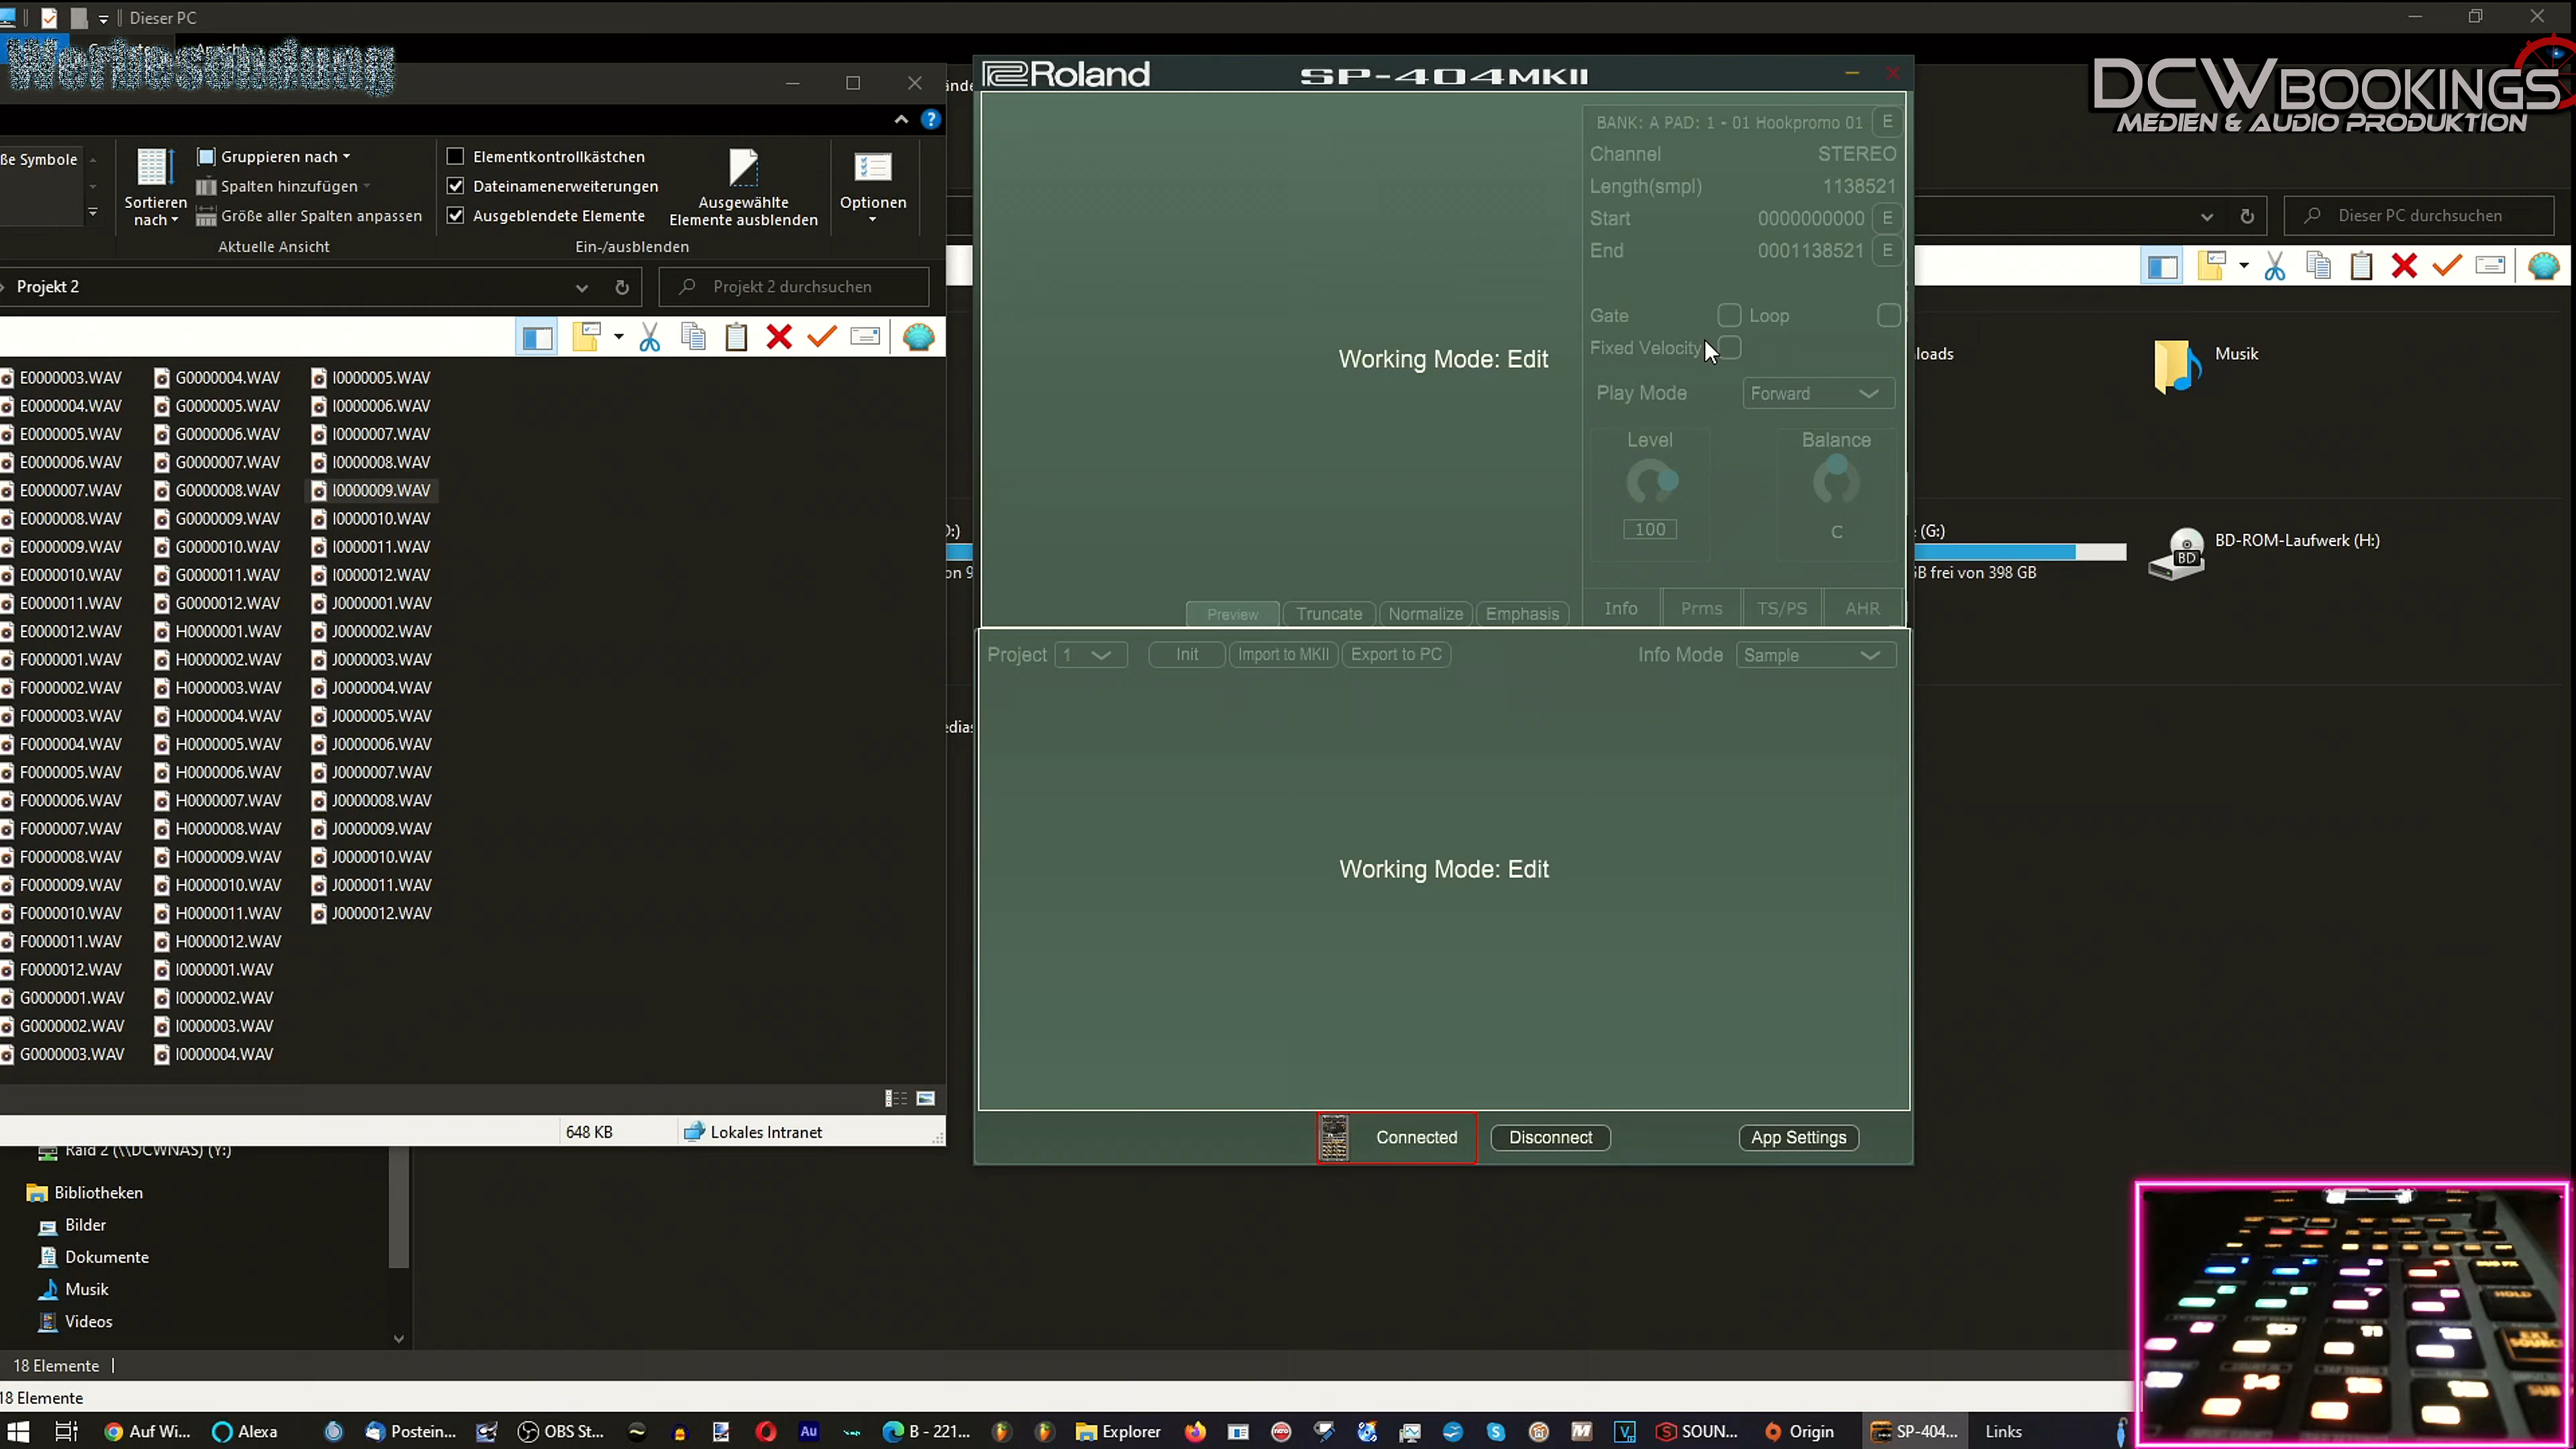 Dieser PC
Werbesendung
Ansicht
Roland
SP-404MKII
DCWBOOKINGS
MEDIEN & AUDIO PRODUKTION
ße Symbole
Sortieren nach
Gruppieren nach
Spalten hinzufügen
Größe aller Spalten anpassen
Aktuelle Ansicht
Elementkontrollkästchen
Dateinamenerweiterungen
Ausgeblendete Elemente
Ausgewählte
Elemente ausblenden
Ein-/ausblenden
Optionen
Projekt 2
Projekt 2 durchsuchen
Dieser PC durchsuchen
E0000003.WAV G0000004.WAV I0000005.WAV
E0000004.WAV G0000005.WAV I0000006.WAV
E0000005.WAV G0000006.WAV I0000007.WAV
E0000006.WAV G0000007.WAV I0000008.WAV
E0000007.WAV G0000008.WAV I0000009.WAV
E0000008.WAV G0000009.WAV I0000010.WAV
E0000009.WAV G0000010.WAV I0000011.WAV
E0000010.WAV G0000011.WAV I0000012.WAV
E0000011.WAV G0000012.WAV J0000001.WAV
E0000012.WAV H0000001.WAV J0000002.WAV
F0000001.WAV H0000002.WAV J0000003.WAV
F0000002.WAV H0000003.WAV J0000004.WAV
F0000003.WAV H0000004.WAV J0000005.WAV
F0000004.WAV H0000005.WAV J0000006.WAV
F0000005.WAV H0000006.WAV J0000007.WAV
F0000006.WAV H0000007.WAV J0000008.WAV
F0000007.WAV H0000008.WAV J0000009.WAV
F0000008.WAV H0000009.WAV J0000010.WAV
F0000009.WAV H0000010.WAV J0000011.WAV
F0000010.WAV H0000011.WAV J0000012.WAV
F0000011.WAV H0000012.WAV
F0000012.WAV I0000001.WAV
G0000001.WAV I0000002.WAV
G0000002.WAV I0000003.WAV
G0000003.WAV I0000004.WAV
648 KB
Lokales Intranet
BANK: A PAD: 1 - 01 Hookpromo 01 E
Channel STEREO
Length(smpl) 1138521
Start 0000000000 E
End 0001138521 E
Gate Loop
Fixed Velocity
Working Mode: Edit
Play Mode Forward
Level Balance
100 C
Preview Truncate Normalize Emphasis
Info Prms TS/PS AHR
Project 1 Init Import to MKII Export to PC
Info Mode Sample
Working Mode: Edit
Connected Disconnect App Settings
loads
Musik
(G:)
GB frei von 398 GB
BD-ROM-Laufwerk (H:)
BD
Raid 2 (\\DCWNAS) (Y:)
Bibliotheken
Bilder
Dokumente
Musik
Videos
18 Elemente
18 Elemente
Auf Wi...
Alexa
Postein...
OBS St...
Au
B - 221...
Explorer
SOUN...
Origin
SP-404...
Links
HOLD
EXT
SOURCE
SUB